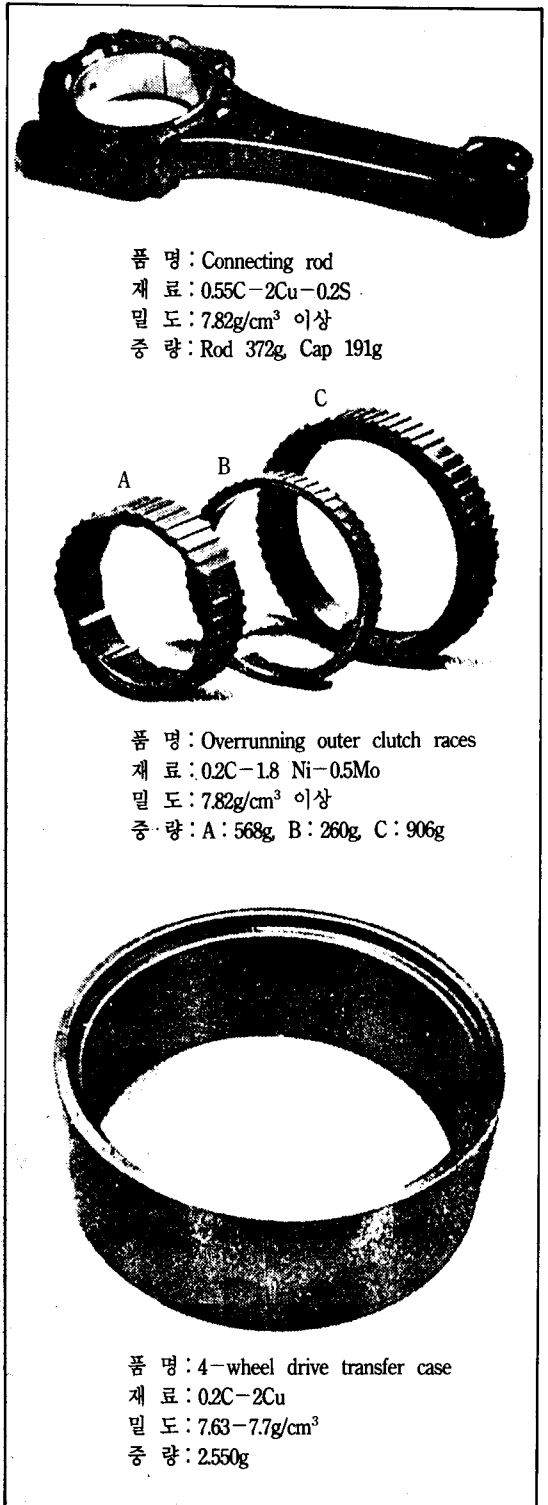 품 명 : Connecting rod
재 료 : 0.55C-2Cu-0.2S
밀 도 : 7.82g/cm³ 이상
중 량 : Rod 372g, Cap 191g
C
B
A
품 명 : Overrunning outer clutch races
재 료 : 0.2C-1.8 Ni-0.5Mo
밀 도 : 7.82g/cm³ 이상
중 량 : A : 568g, B : 260g, C : 906g
품 명 : 4-wheel drive transfer case
재 료 : 0.2C-2Cu
밀 도 : 7.63-7.7g/cm³
중 량 : 2.550g